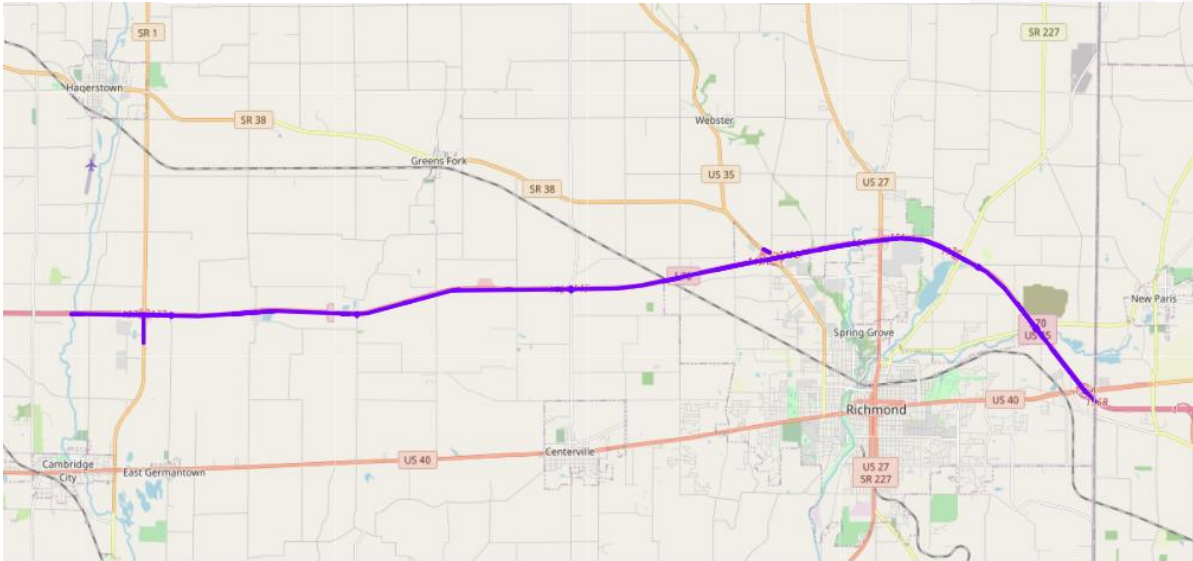 SR 1
SR 227
Hagerstown
SR 38
Webster
Greens Fork
US 35
US 27
SR 38
I 70
New Paris
Spring Grove
I 70
US 35
156B
US 40
Richmond
Centerville
US 40
Cambridge
City
East Germantown
US 27
SR 227